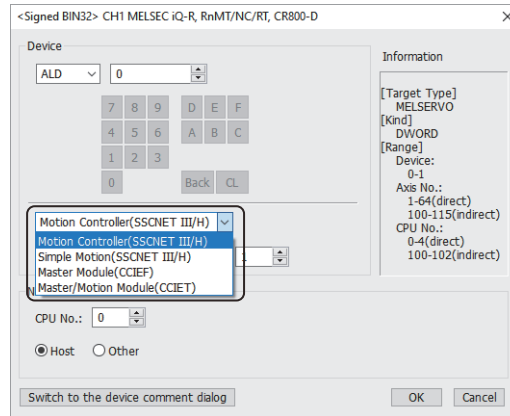 <Signed BIN32> CH1 MELSEC iQ-R, RnMT/NC/RT, CR800-D
Device
ALD 0
7 8 9 D E F
4 5 6 A B C
1 2 3
0 Back CL
Motion Controller(SSCNET III/H)
Motion Controller(SSCNET III/H)
Simple Motion(SSCNET III/H)
Master Module(CCIEF)
Master/Motion Module(CCIET)
1
CPU No.: 0
Host Other
Information
[Target Type]
MELSERVO
[Kind]
DWORD
[Range]
Device:
0-1
Axis No.:
1-64(direct)
100-115(indirect)
CPU No.:
0-4(direct)
100-102(indirect)
Switch to the device comment dialog
OK Cancel